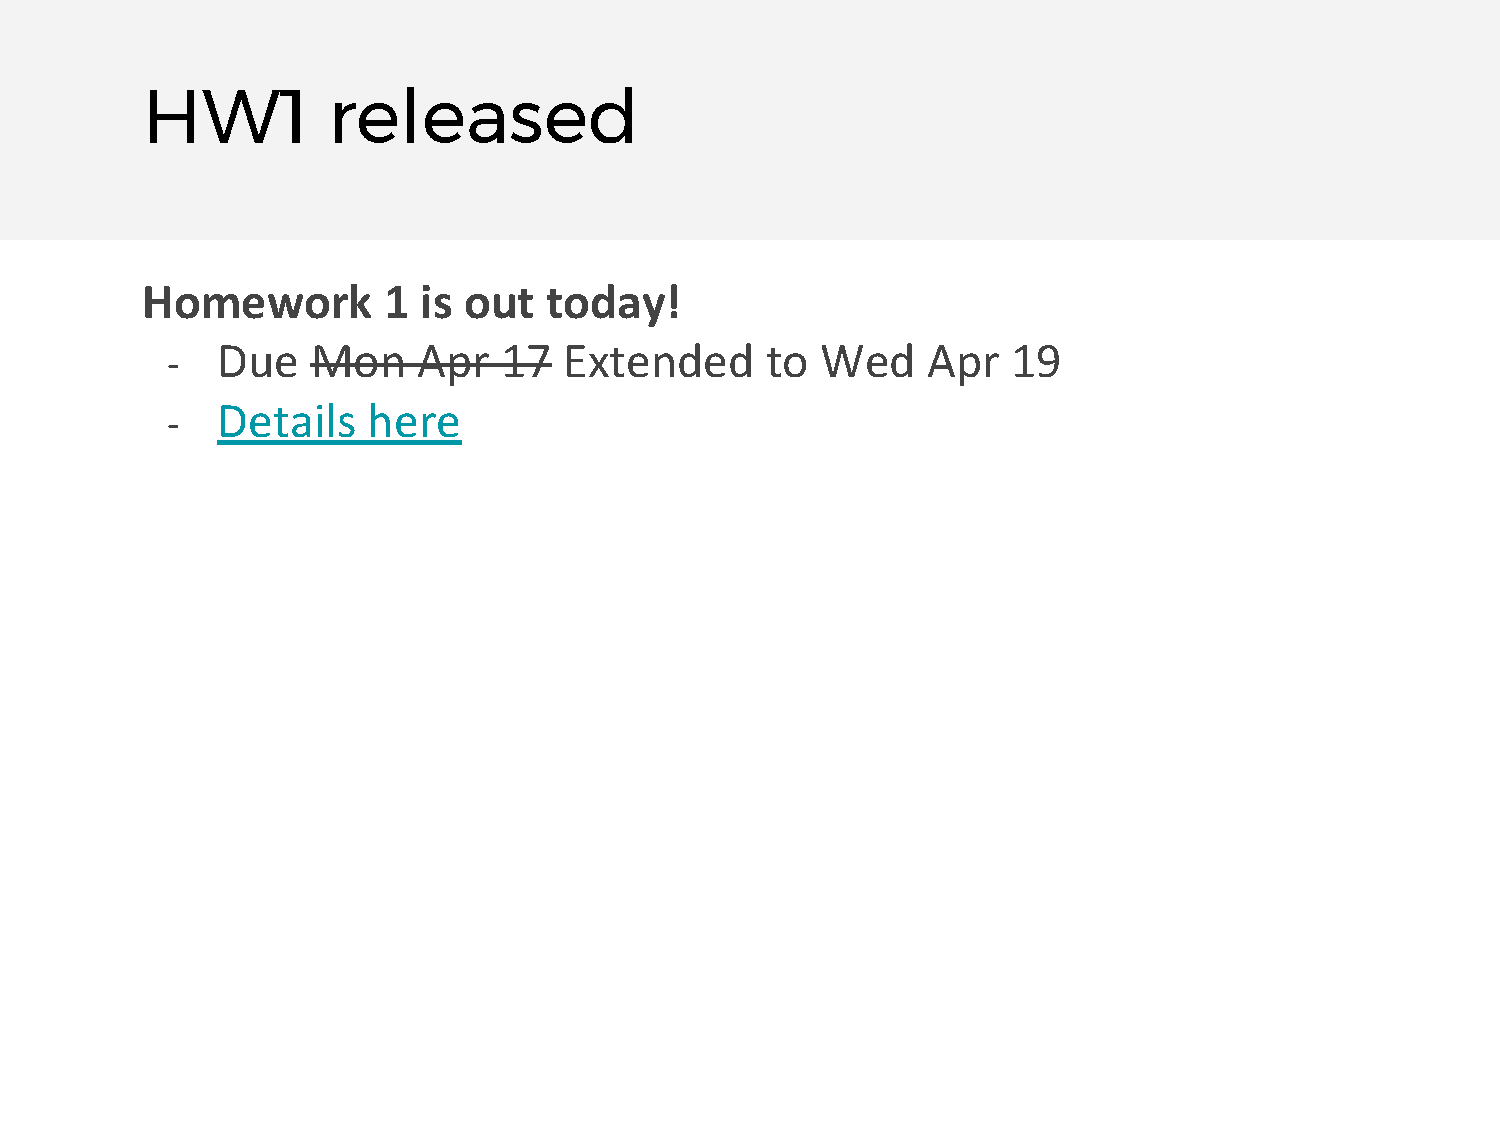 HW1 released
Homework 1 is out today!
- Due Mon Apr 17 Extended to Wed Apr 19
- Details here